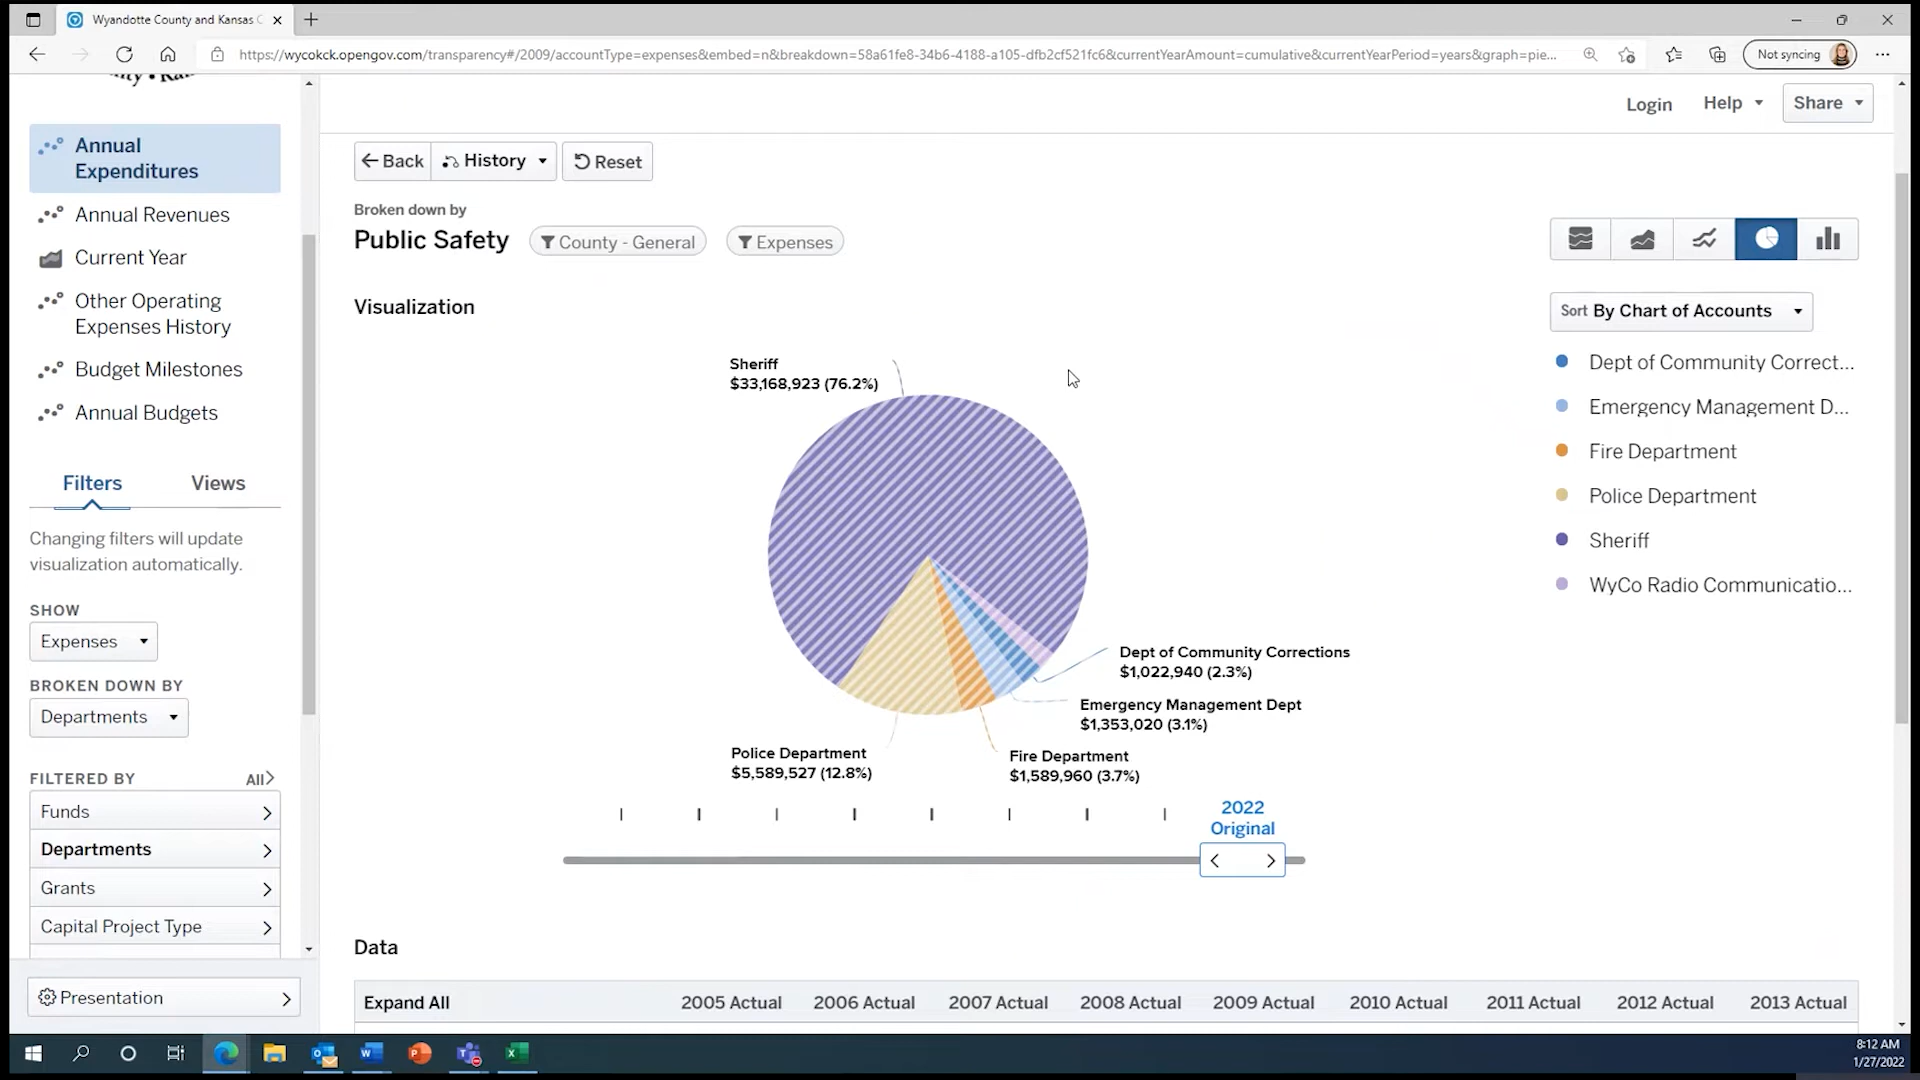 Wyandotte County and Kansas C
https://wycokck.opengov.com/transparency#/2009/accountType=expenses&embed=n&breakdown=58a61fe8-34b6-4188-a105-dfb2cf521fc6&currentYearAmount=cumulative&currentYearPeriod=years&graph=pie...
Not syncing
Login
Help
Share
Annual
Expenditures
Annual Revenues
Current Year
Other Operating
Expenses History
Budget Milestones
Annual Budgets
Filters
Views
Changing filters will update
visualization automatically.
SHOW
Expenses
BROKEN DOWN BY
Departments
FILTERED BY
All
Funds
Departments
Grants
Capital Project Type
Presentation
Back
History
Reset
Broken down by
Public Safety
County - General
Expenses
Visualization
Sort By Chart of Accounts
Dept of Community Correct...
Emergency Management D...
Fire Department
Police Department
Sheriff
WyCo Radio Communicatio...
Sheriff
$33,168,923 (76.2%)
Dept of Community Corrections
$1,022,940 (2.3%)
Emergency Management Dept
$1,353,020 (3.1%)
Fire Department
$1,589,960 (3.7%)
Police Department
$5,589,527 (12.8%)
2022
Original
Data
Expand All 2005 Actual 2006 Actual 2007 Actual 2008 Actual 2009 Actual 2010 Actual 2011 Actual 2012 Actual 2013 Actual
8:12 AM
1/27/2022